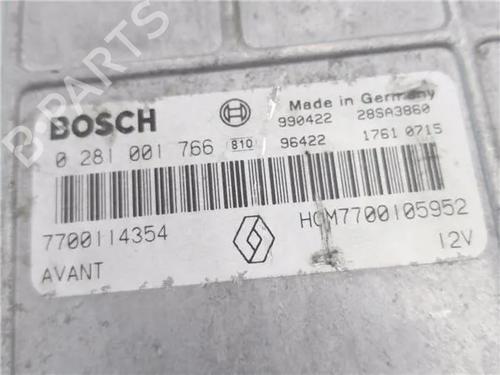 B-PARTS
BOSCH
Made in Germany
990422 28SA3860
0 281 001 766 810 96422 1761 0715
7700114354 HOM7700105952
AVANT 12V